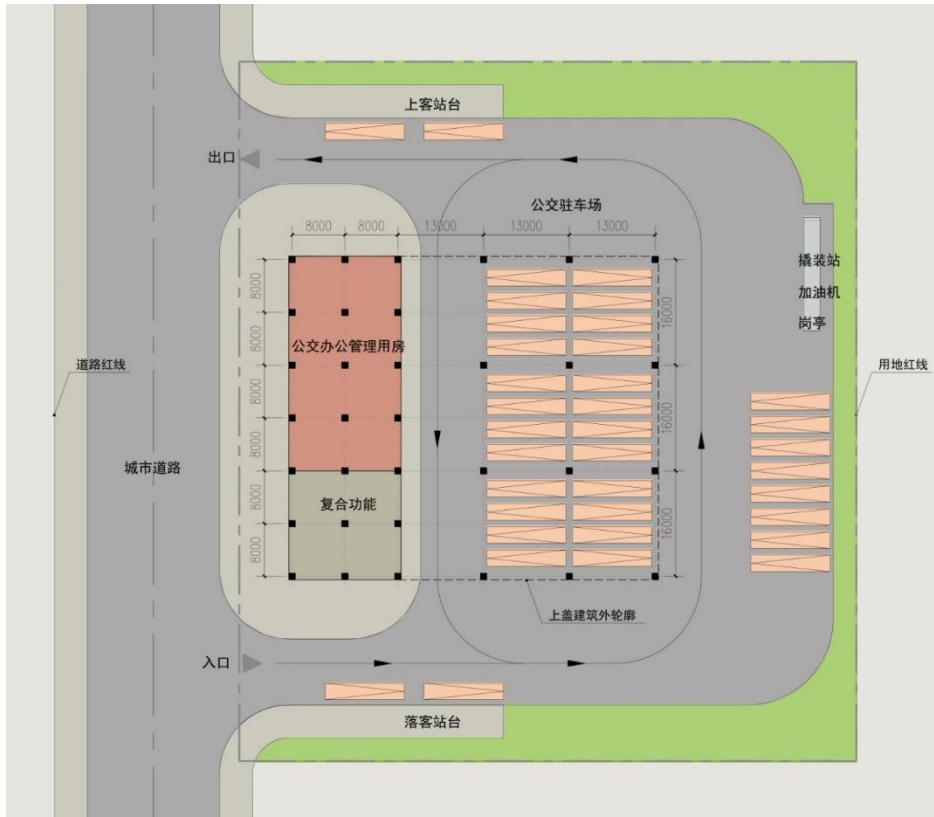 上客站台
出口
公交驻车场
8000
8000
13000
13000
13000
撬装站
加油机
岗亭
8000
8000
8000
8000
8000
8000
16000
16000
16000
公交办公管理用房
道路红线
用地红线
城市道路
复合功能
上盖建筑外轮廓
入口
落客站台